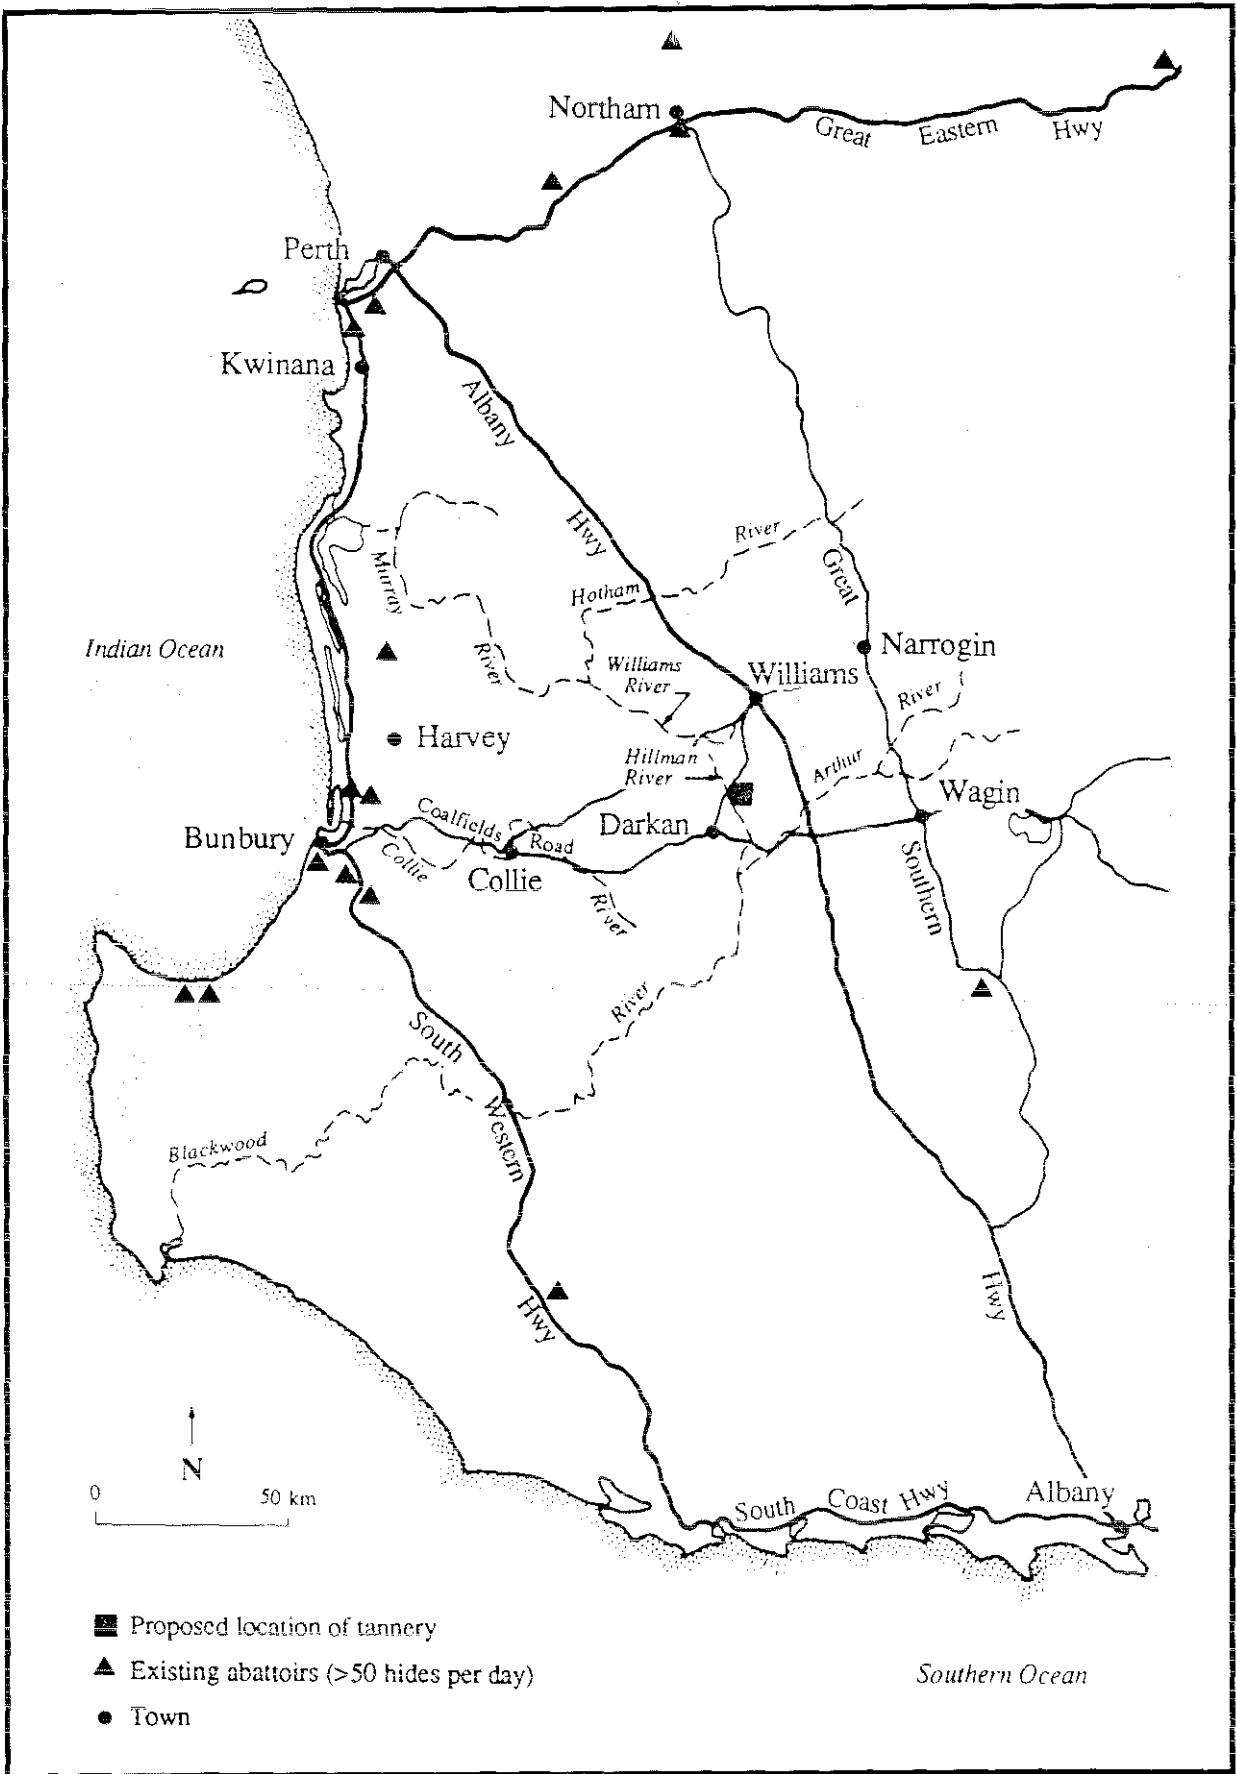 Northam
Great Eastern Hwy
Perth
Kwinana
Albany
Hwy
River
Murray
Hotham
Great
Indian Ocean
River
Narrogin
Williams
River
Williams
River
Harvey
Hillman
River
Arthur
Wagin
Coalfields
Road
Darkan
Bunbury
Collie
Collie
Southern
River
River
South
Western
Blackwood
Hwy
Hwy
N
0 50 km
South Coast Hwy
Albany
Proposed location of tannery
Existing abattoirs (>50 hides per day)
Southern Ocean
Town